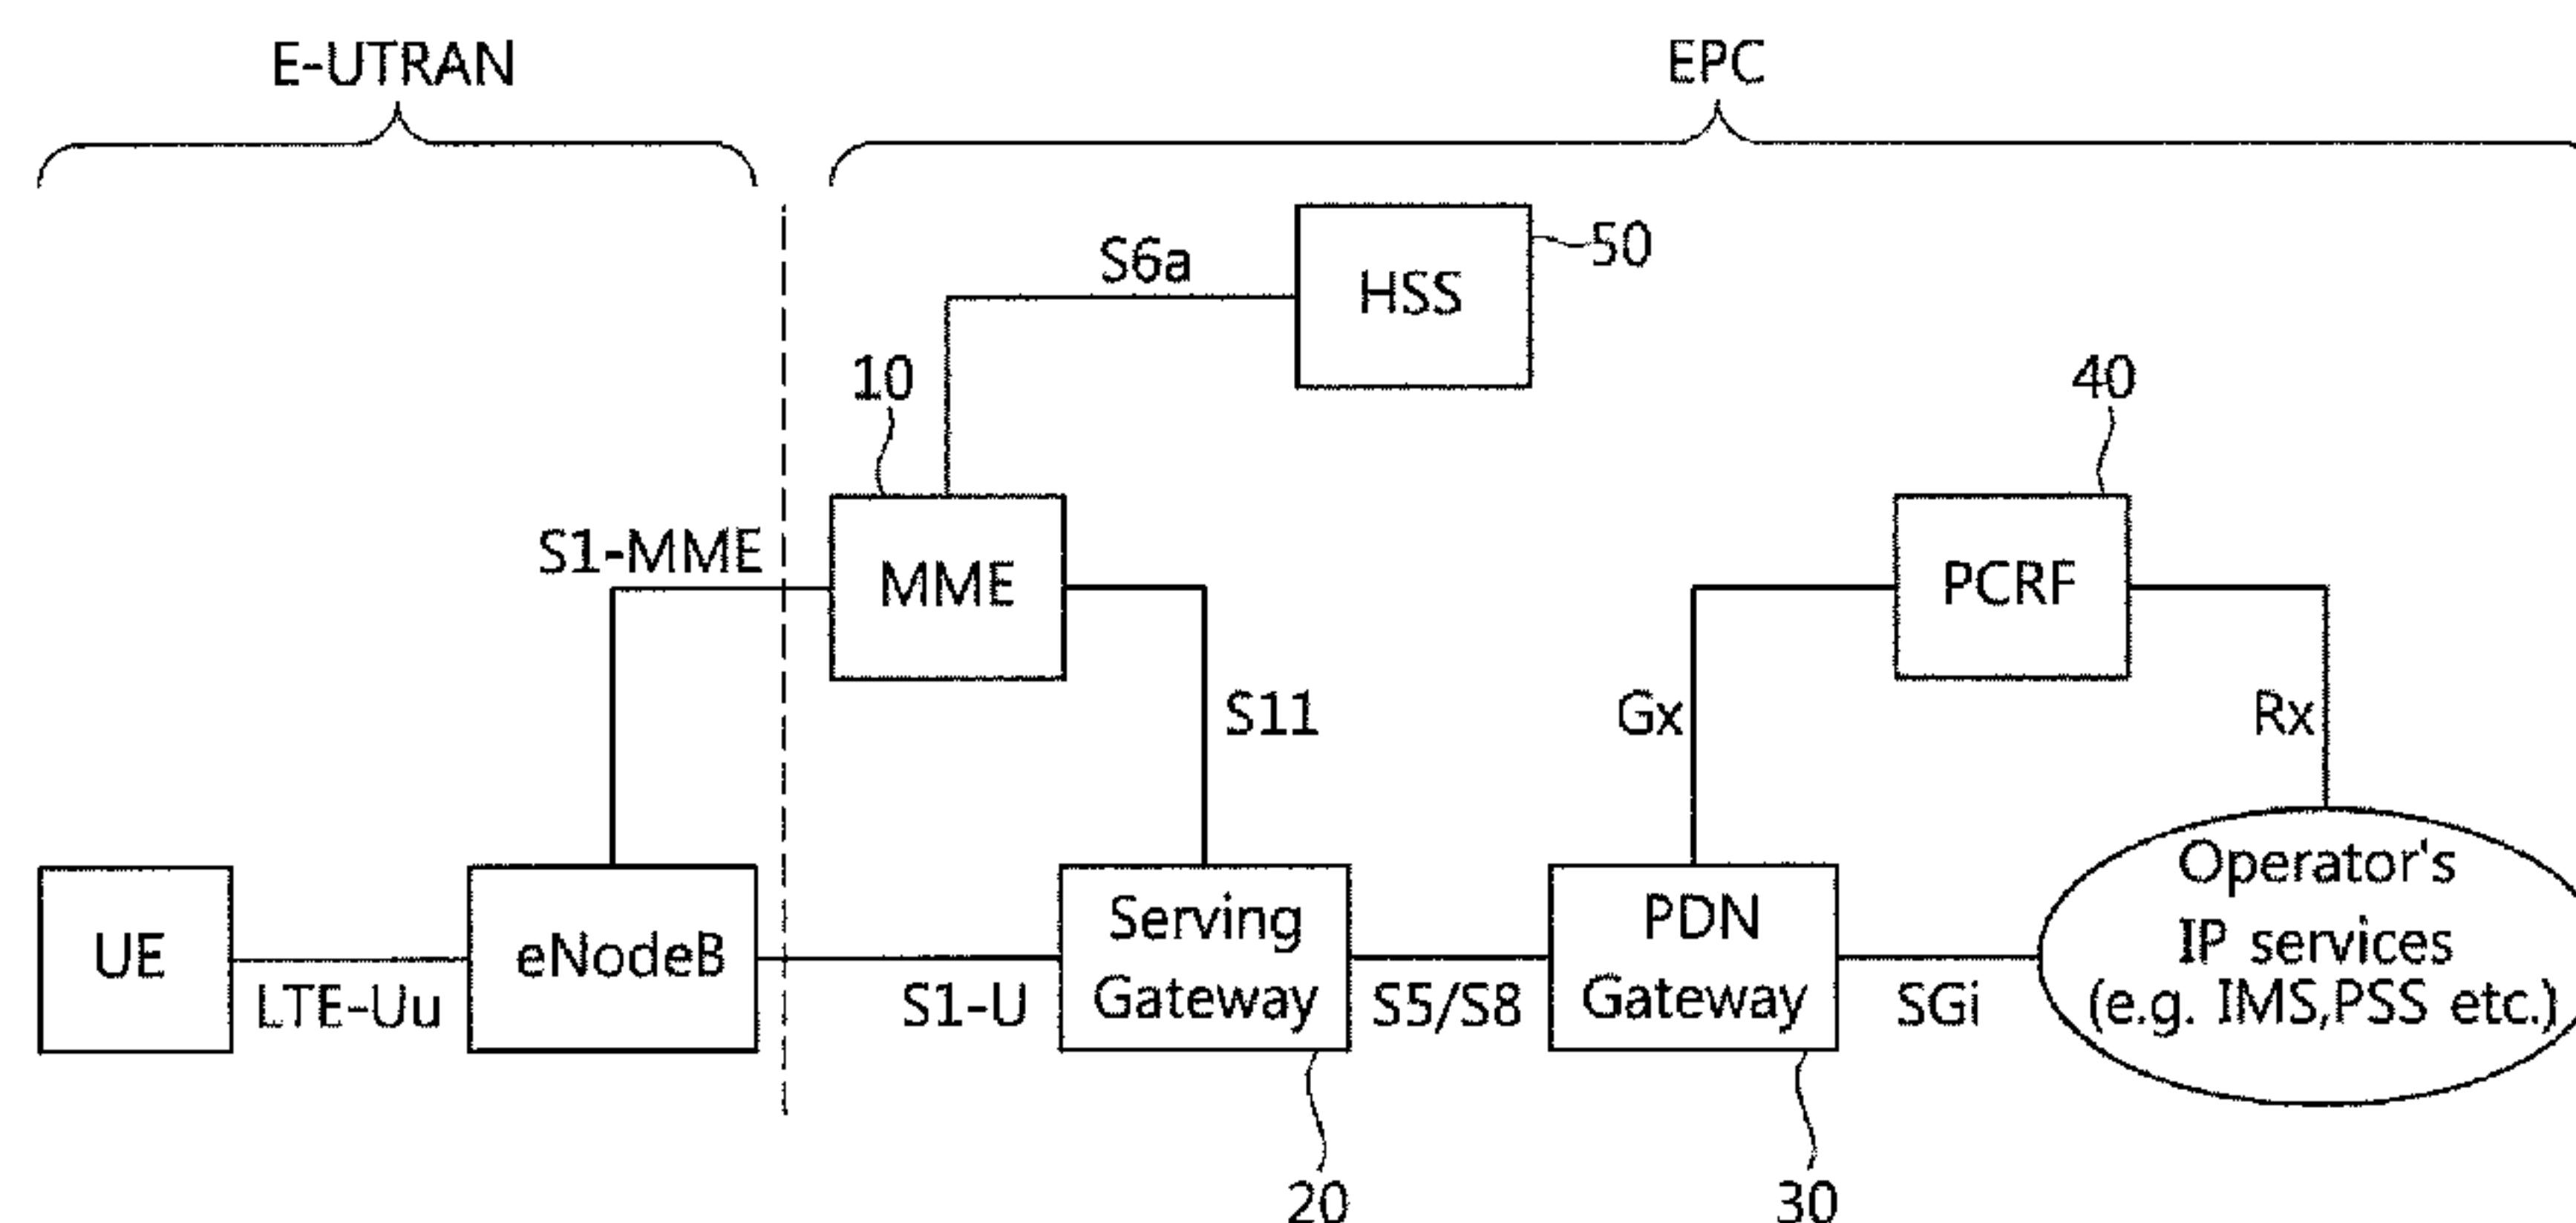 E-UTRAN
EPC
S6a
HSS
50
10
40
S1-MME
MME
PCRF
S11
Gx
Rx
UE
LTE-Uu
eNodeB
S1-U
Serving
Gateway
S5/S8
PDN
Gateway
SGi
Operator's
IP services
(e.g. IMS,PSS etc.)
20
30